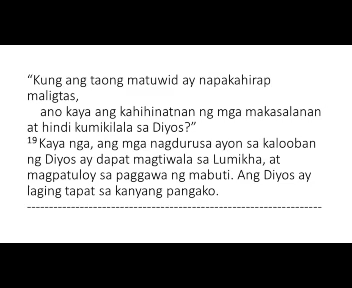 “Kung ang taong matuwid ay napakahirap
maligtas,
ano kaya ang kahihinatnan ng mga makasalanan
at hindi kumikilala sa Diyos?”
19 Kaya nga, ang mga nagdurusa ayon sa kalooban
ng Diyos ay dapat magtiwala sa Lumikha, at
magpatuloy sa paggawa ng mabuti. Ang Diyos ay
laging tapat sa kanyang pangako.
------------------------------------------------------------------